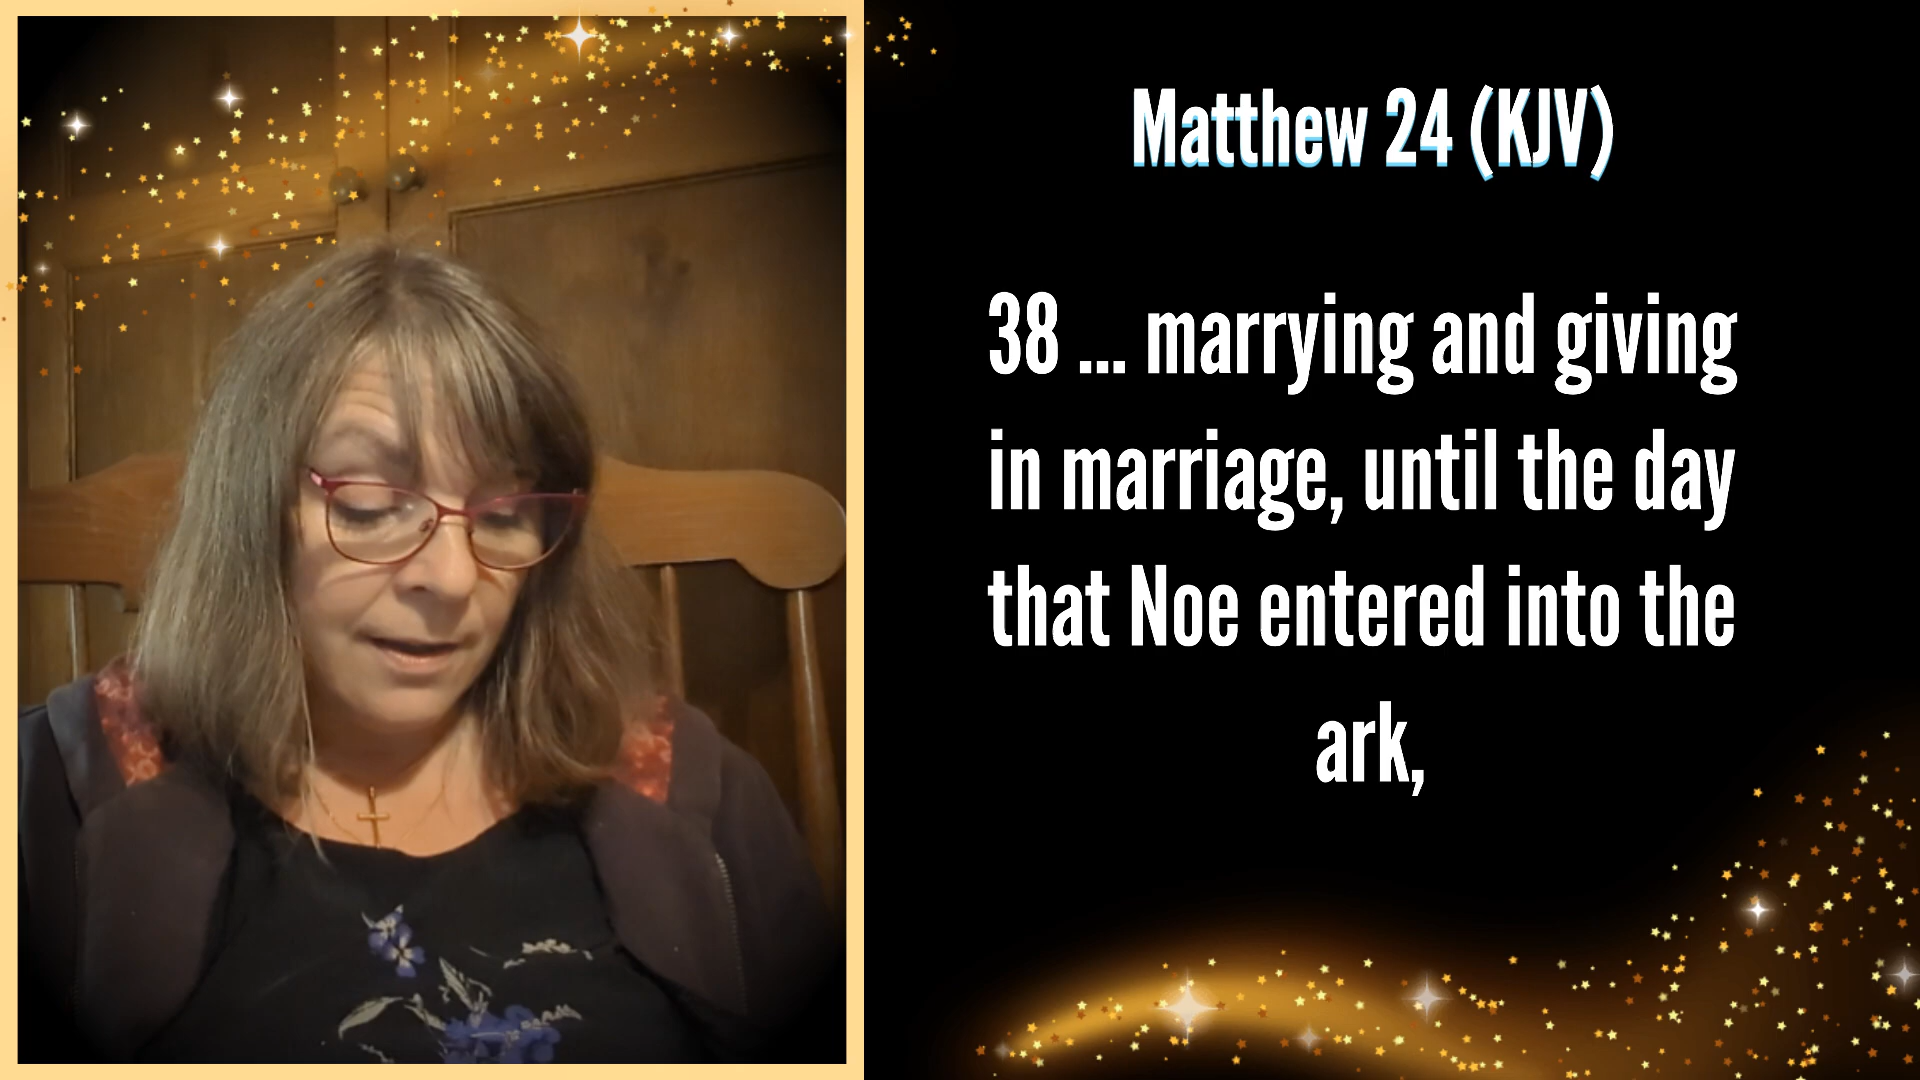 Matthew 24 (KJV)
38 ... marrying and giving
in marriage, until the day
that Noe entered into the
ark,